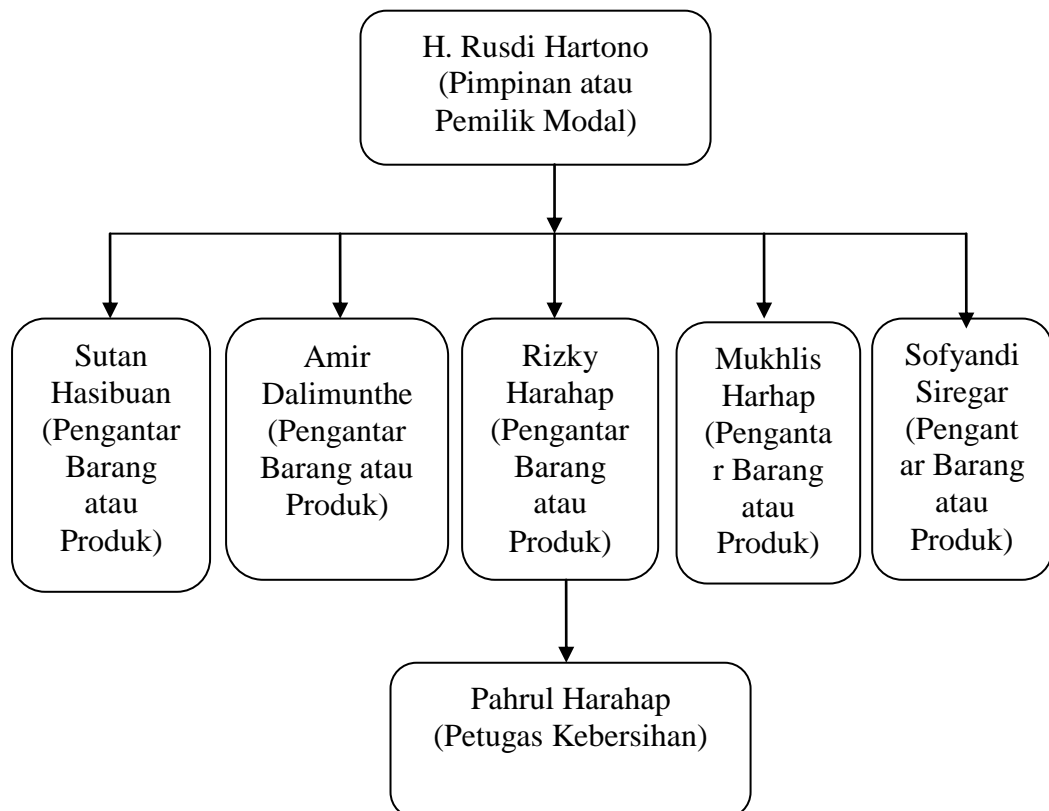 H. Rusdi Hartono
(Pimpinan atau
Pemilik Modal)
Sutan
Hasibuan
(Pengantar
Barang
atau
Produk)
Amir
Dalimunthe
(Pengantar
Barang atau
Produk)
Rizky
Harahap
(Pengantar
Barang
atau
Produk)
Mukhlis
Harhap
(Penganta
r Barang
atau
Produk)
Sofyandi
Siregar
(Pengant
ar Barang
atau
Produk)
Pahrul Harahap
(Petugas Kebersihan)